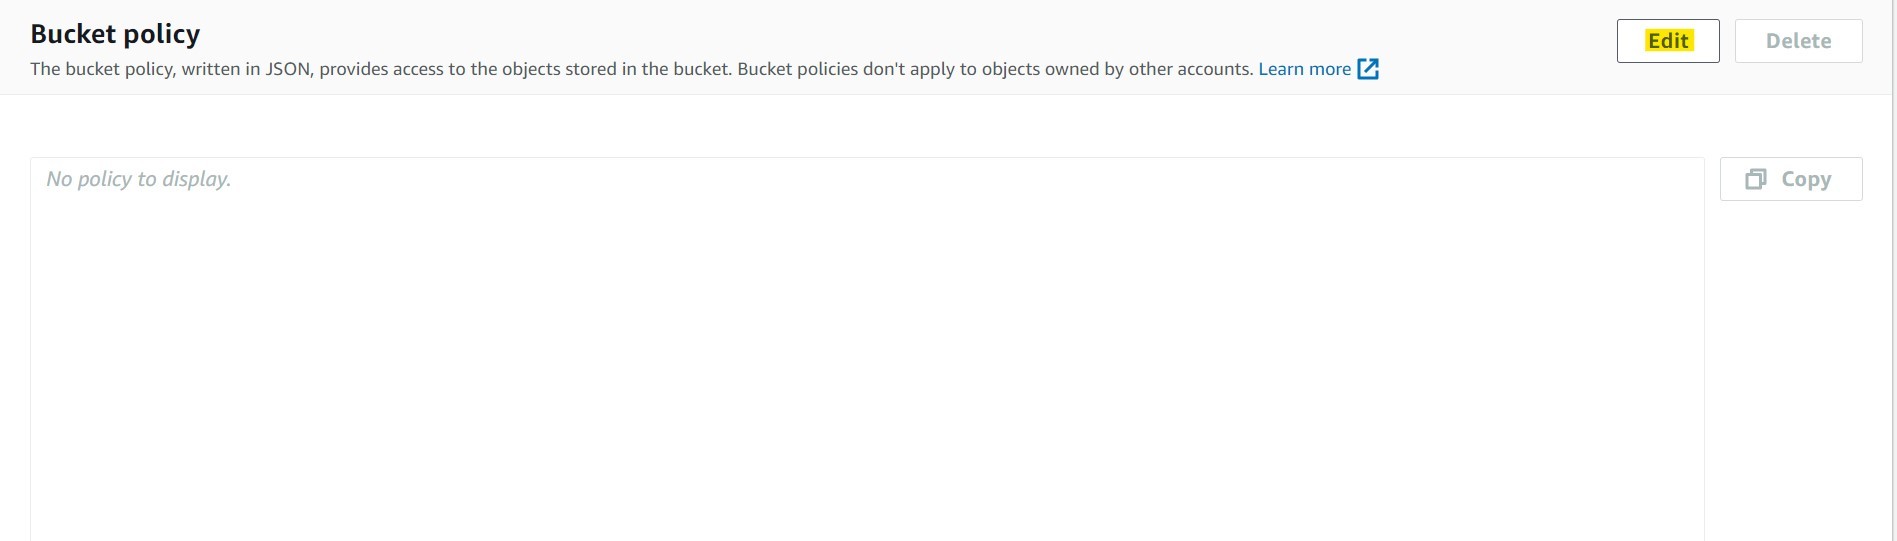 Bucket policy
Edit
Delete
The bucket policy, written in JSON, provides access to the objects stored in the bucket. Bucket policies don't apply to objects owned by other accounts. Learn more
No policy to display.
Copy